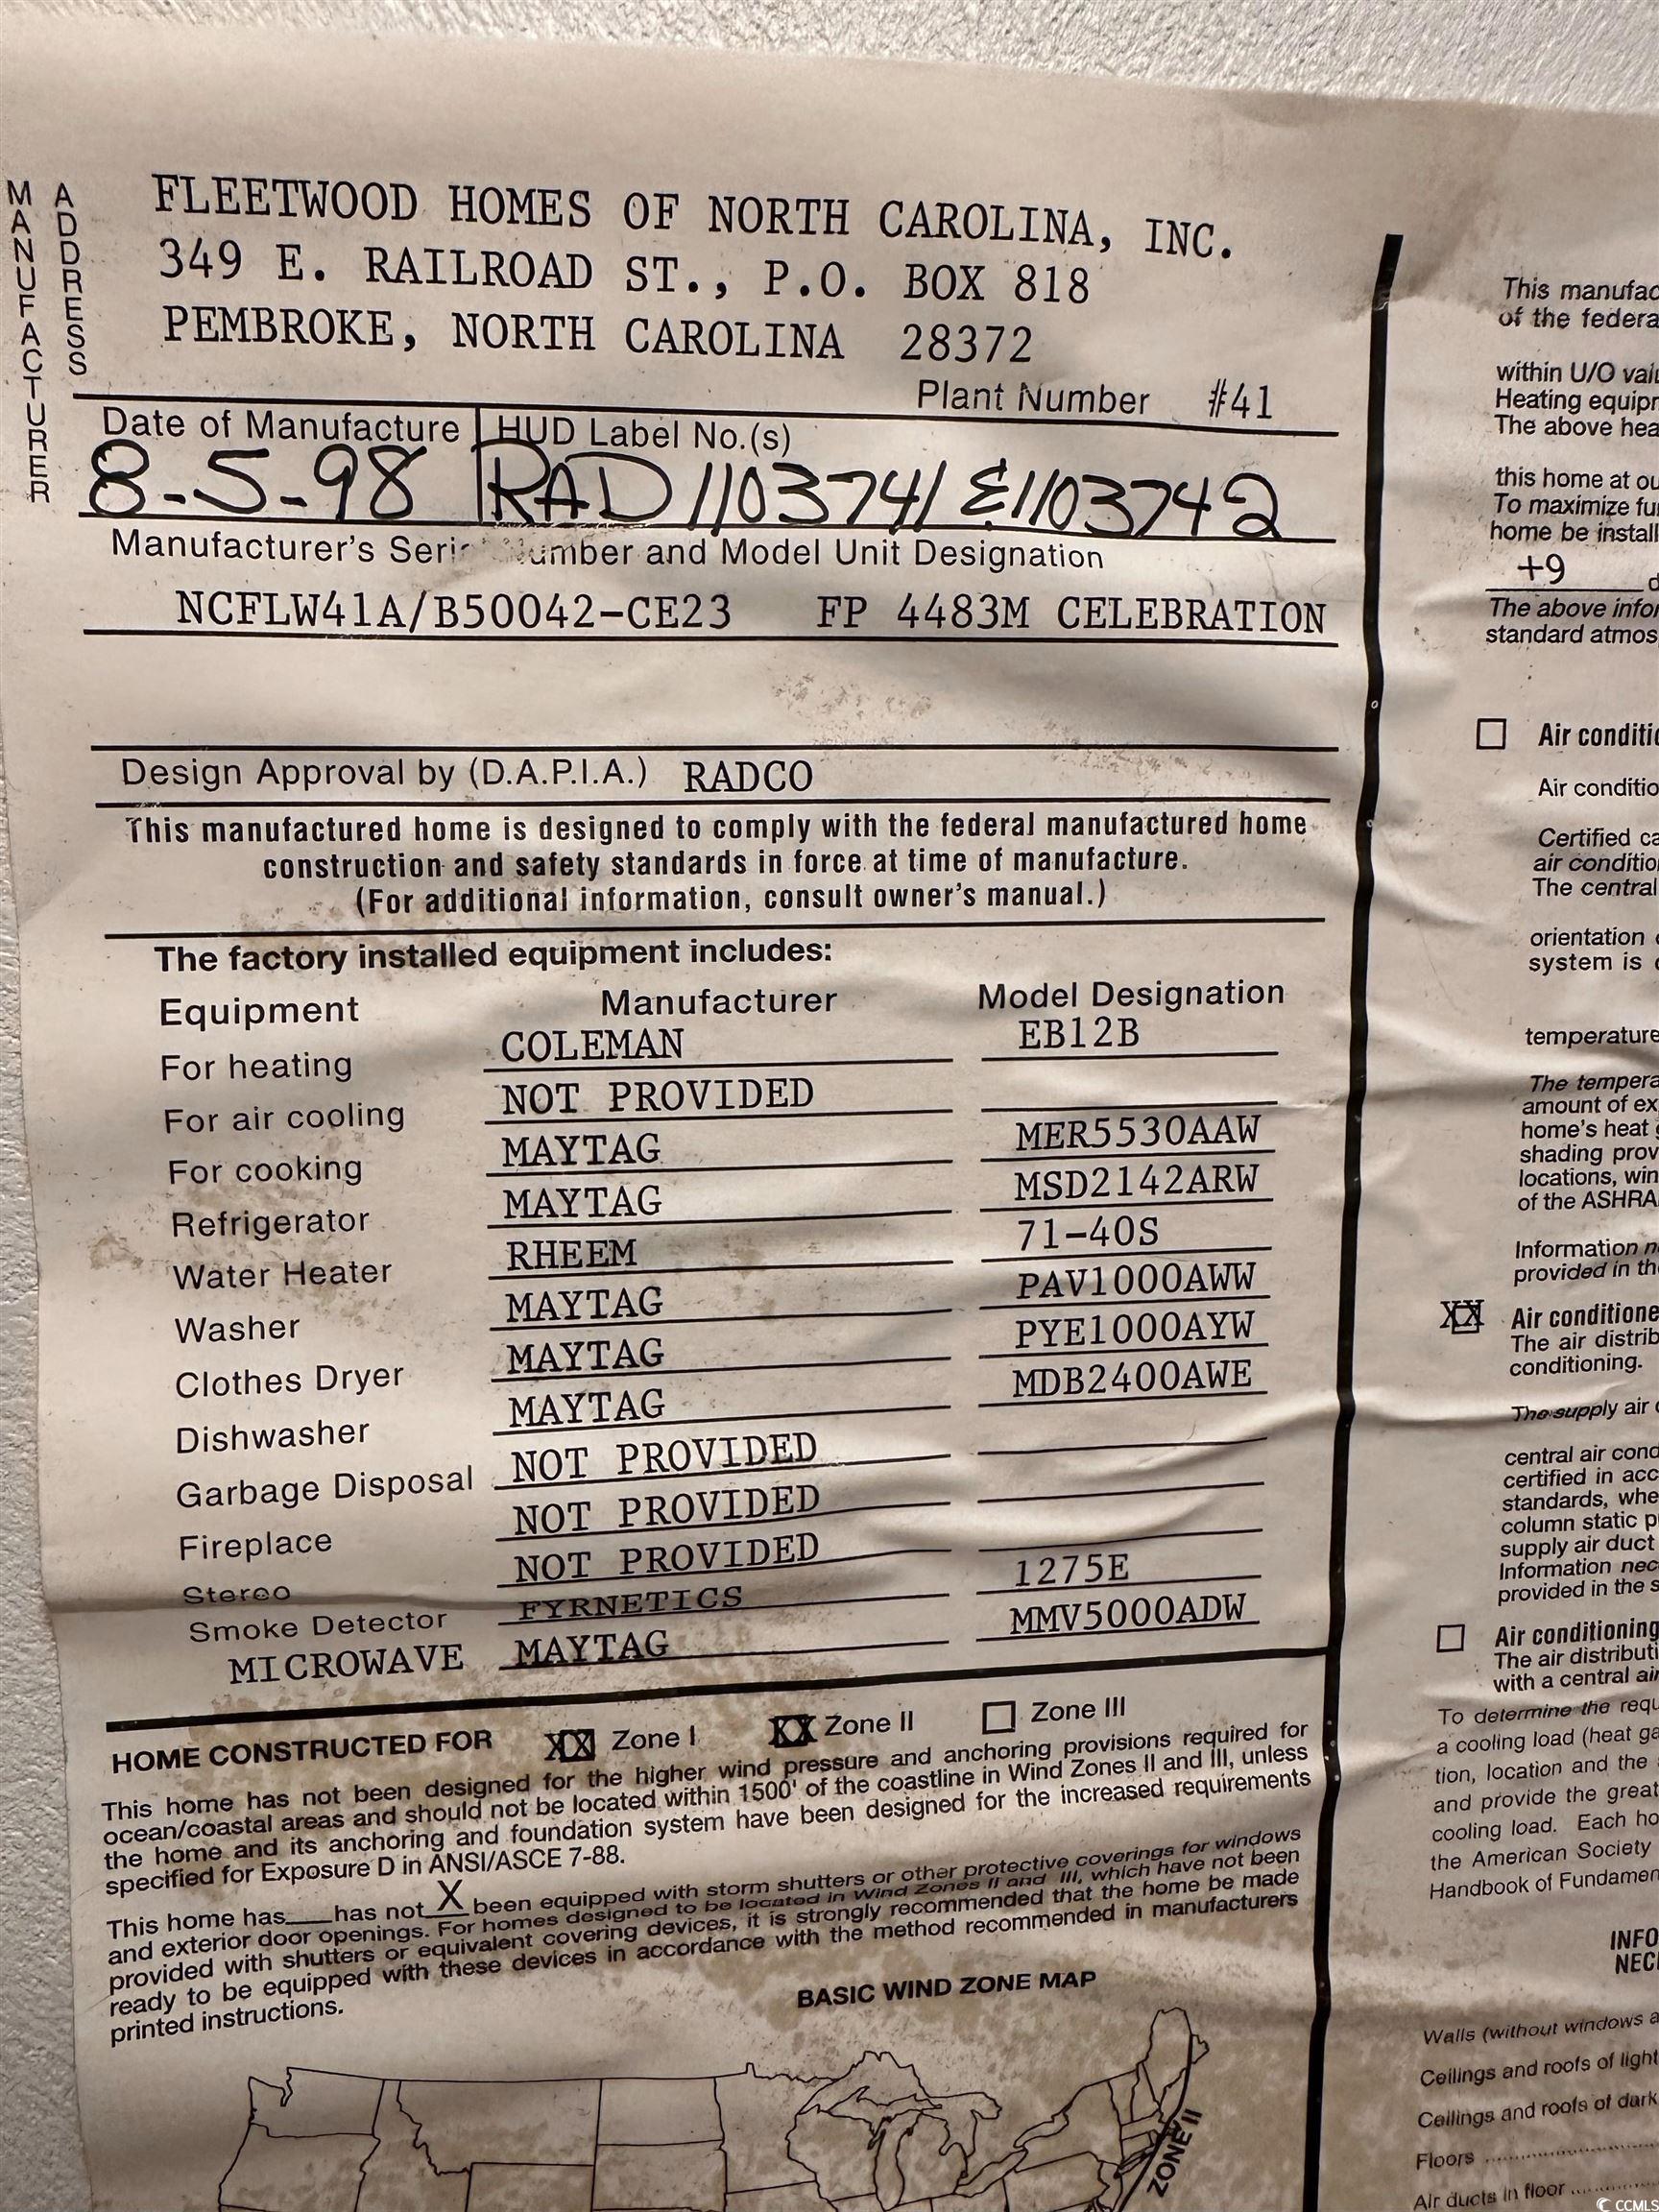 MANUFACTURER
ADDRESS
FLEETWOOD HOMES OF NORTH CAROLINA, INC.
349 E. RAILROAD ST., P.O. BOX 818
PEMBROKE, NORTH CAROLINA 28372
Plant Number #41
Date of Manufacture HUD Label No.(s)
8-5-98 RAD 1103741 & 1103742
Manufacturer's Number and Model Unit Designation
NCFLW41A/B50042-CE23 FP 4483M CELEBRATION
Design Approval by (D.A.P.I.A.) RADCO
This manufactured home is designed to comply with the federal manufactured home
construction and safety standards in force at time of manufacture.
(For additional information, consult owner's manual.)
The factory installed equipment includes:
Equipment Manufacturer Model Designation
For heating COLEMAN EB12B
For air cooling NOT PROVIDED
For cooking MAYTAG MER5530AAW
Refrigerator MAYTAG MSD2142ARW
Water Heater RHEEM 71-40S
Washer MAYTAG PAV1000AWW
Clothes Dryer MAYTAG PYE1000AYW
Dishwasher MAYTAG MDB2400AWE
Garbage Disposal NOT PROVIDED
Fireplace NOT PROVIDED
Stereo NOT PROVIDED
Smoke Detector FYRNETICS 1275E
MICROWAVE MAYTAG MMV5000ADW
HOME CONSTRUCTED FOR XX Zone I XX Zone II Zone III
This home has not been designed for the higher wind pressure and anchoring provisions required for
ocean/coastal areas and should not be located within 1500' of the coastline in Wind Zones II and III, unless
the home and its anchoring and foundation system have been designed for the increased requirements
specified for Exposure D in ANSI/ASCE 7-88.
This home has___has not X been equipped with storm shutters or other protective coverings for windows
and exterior door openings. For homes designed to be located in Wind Zones II and III, which have not been
provided with shutters or equivalent covering devices, it is strongly recommended that the home be made
ready to be equipped with these devices in accordance with the method recommended in manufacturers
printed instructions.
BASIC WIND ZONE MAP
ZONE II
This manufac
of the federa
within U/O valu
Heating equipm
The above hea
this home at ou
To maximize fu
home be install
+9 d
The above infor
standard atmos
Air conditio
Air conditio
Certified ca
air conditio
The central
orientation
system is
temperature
The tempera
amount of ex
home's heat
shading prov
locations, win
of the ASHRA
Information n
provided in th
XX Air conditione
The air distrib
conditioning.
The supply air
central air cond
certified in acc
standards, whe
column static p
supply air duct
Information nec
provided in the s
Air conditioning
The air distributi
with a central air
To determine the requ
a cooling load (heat ga
tion, location and the
and provide the great
cooling load. Each ho
the American Society
Handbook of Fundamen
INFO
NECE
Walls (without windows a
Ceilings and roofs of light
Ceilings and roofs of dark
Floors
Air ducts in floor
CCMLS